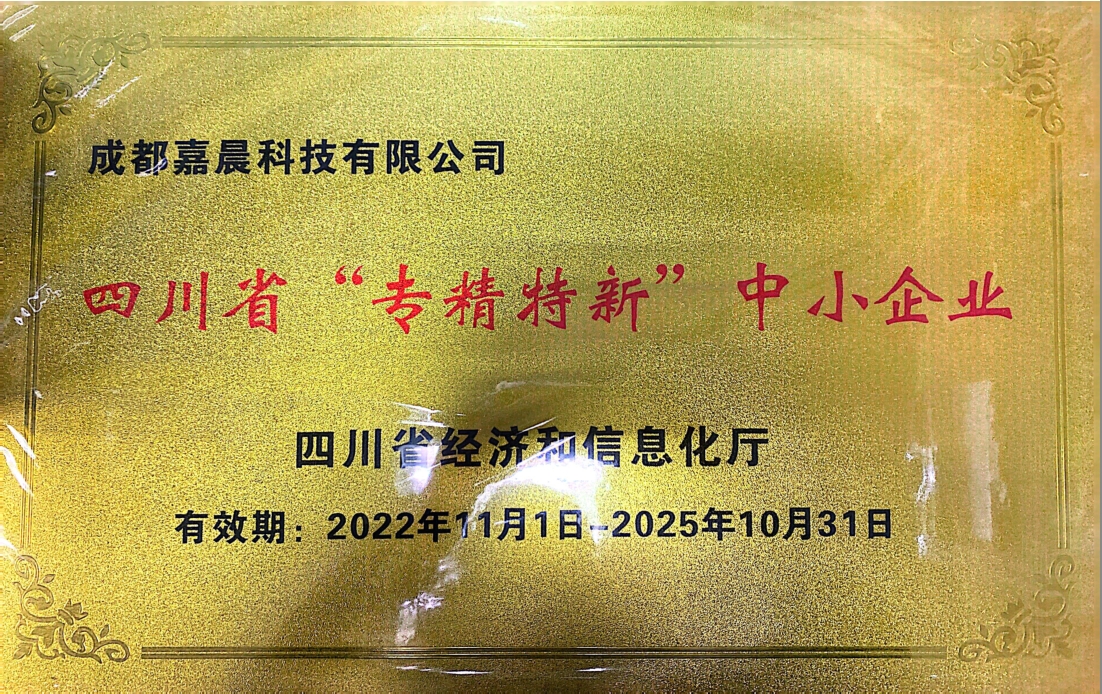 成都嘉晨科技有限公司
四川省“专精特新”中小企业
四川省经济和信息化厅
有效期：2022年11月1日-2025年10月31日